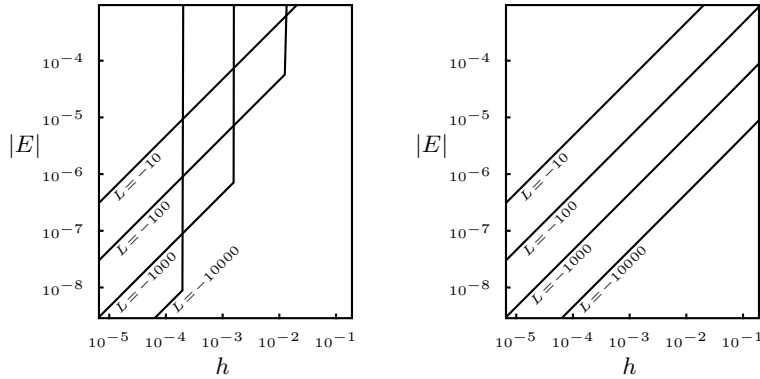 10⁻⁴
10⁻⁵
|E|
10⁻⁶
10⁻⁷
10⁻⁸
L = −10
L = −100
L = −1000
L = −10000
10⁻⁵ 10⁻⁴ 10⁻³ 10⁻² 10⁻¹
h
10⁻⁴
10⁻⁵
|E|
10⁻⁶
10⁻⁷
10⁻⁸
L = −10
L = −100
L = −1000
L = −10000
10⁻⁵ 10⁻⁴ 10⁻³ 10⁻² 10⁻¹
h